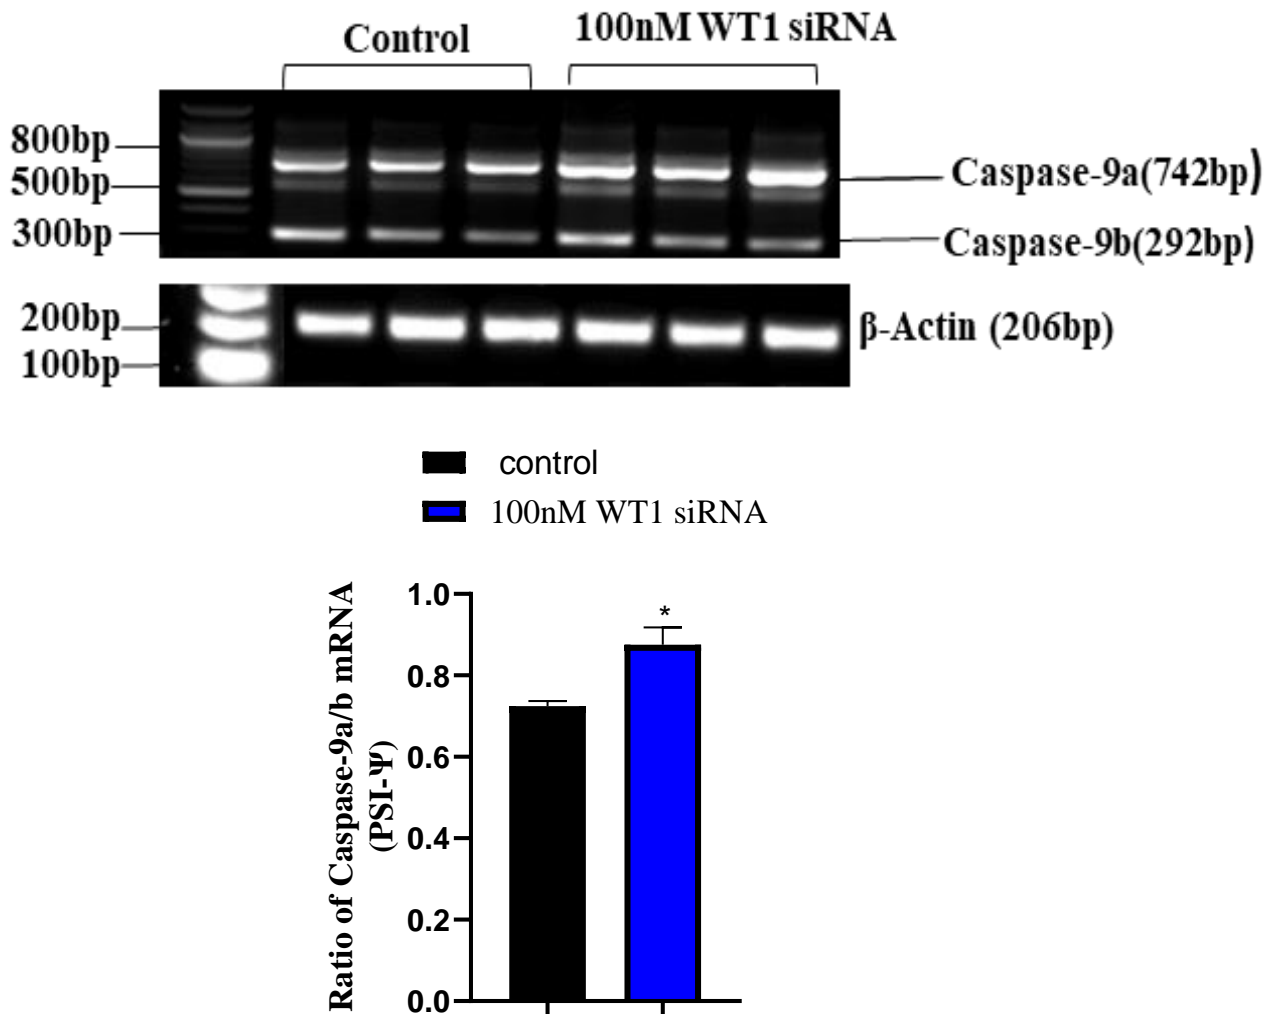 Control
100nM WT1 siRNA
800bp
500bp
300bp
Caspase-9a(742bp)
Caspase-9b(292bp)
200bp
100bp
β-Actin (206bp)
control
100nM WT1 siRNA
Ratio of Caspase-9a/b mRNA
(PSI-Ψ)
1.0
0.8
0.6
0.4
0.2
0.0
*